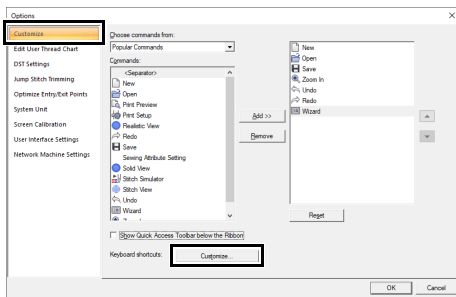 Options
Customize
Edit User Thread Chart
DST Settings
Jump Stitch Trimming
Optimize Entry/Exit Points
System Unit
Screen Calibration
User Interface Settings
Network Machine Settings
Choose commands from:
Popular Commands
Commands:
<Separator>
New
Open
Print Preview
Print Setup
Realistic View
Redo
Save
Sewing Attribute Setting
Solid View
Stitch Simulator
Stitch View
Undo
Wizard
Add >>
Remove
New
Open
Save
Zoom In
Undo
Redo
Wizard
Reset
Show Quick Access Toolbar below the Ribbon
Keyboard shortcuts:
Customize...
OK
Cancel